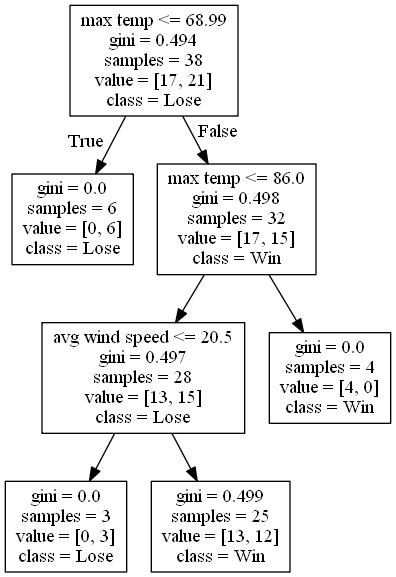 max temp <= 68.99
gini = 0.494
samples = 38
value = [17, 21]
class = Lose
True
False
gini = 0.0
samples = 6
value = [0, 6]
class = Lose
max temp <= 86.0
gini = 0.498
samples = 32
value = [17, 15]
class = Win
avg wind speed <= 20.5
gini = 0.497
samples = 28
value = [13, 15]
class = Lose
gini = 0.0
samples = 4
value = [4, 0]
class = Win
gini = 0.0
samples = 3
value = [0, 3]
class = Lose
gini = 0.499
samples = 25
value = [13, 12]
class = Win